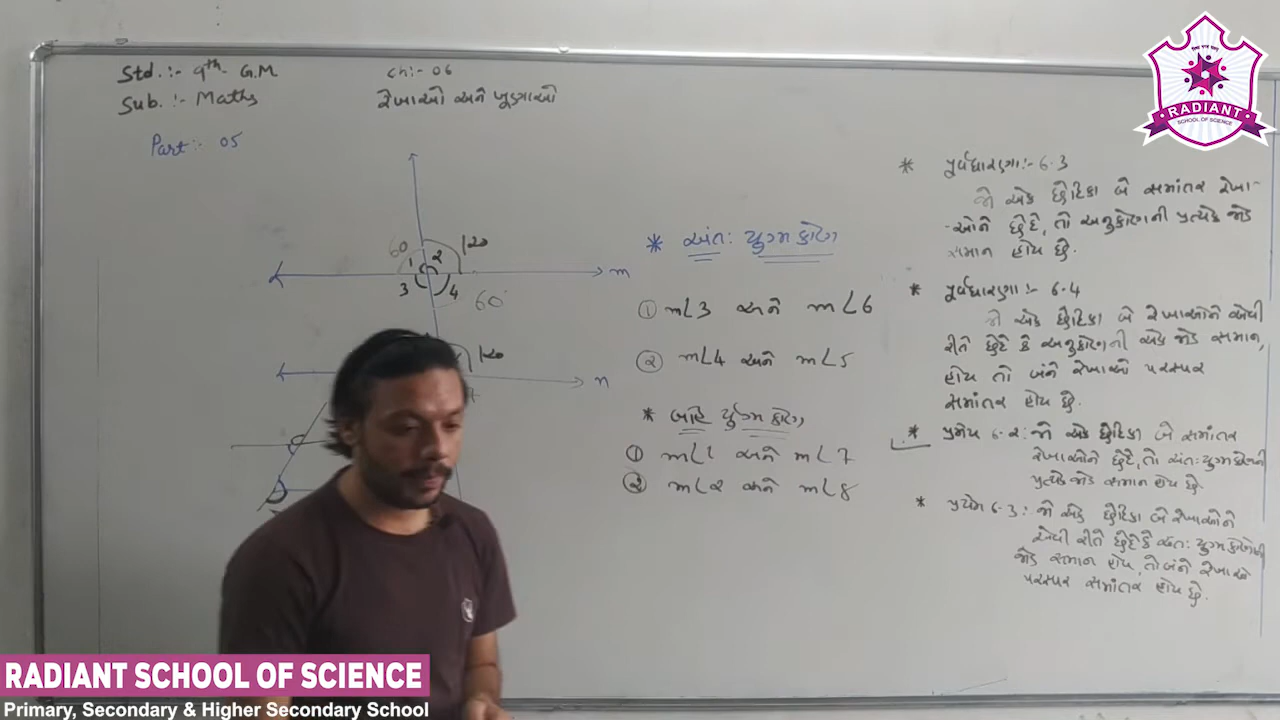 Std. :- 9th - G.M
Sub. :- Maths
Ch :- 06
રેખાઓ અને ખૂણાઓ
Part :- 05
60
120
1
2
3
4
m
60°
120
n
* અંતઃ યુગ્મકોણ
① m∠3 અને m∠6
② m∠4 અને m∠5
* બાહ્ય યુગ્મ કોણ
① m∠1 અને m∠7
② m∠2 અને m∠8
* પૂર્વધારણા :- 6.3
જો એક છેદિકા બે સમાંતર રેખા-
-ઓને છેદે, તો અનુકોણની પ્રત્યેક જોડ
સમાન હોય છે.
* પૂર્વધારણા :- 6.4
જો એક છેદિકા બે રેખાઓને એવી
રીતે છેદે કે અનુકોણની એક જોડ સમાન,
હોય તો બંને રેખાઓ પરસ્પર
સમાંતર હોય છે.
* પ્રમેય 6.2 : જો એક છેદિકા બે સમાંતર
રેખાઓને છેદે, તો અંતઃયુગ્મકોણની
પ્રત્યેક જોડ સમાન હોય છે
* પ્રમેય 6.3 : જો એક છેદિકા બે રેખાઓને
એવી રીતે છેદે કે અંતઃ યુગ્મકોણની
જોડ સમાન હોય, તો બંને રેખાઓ
પરસ્પર સમાંતર હોય છે.
RADIANT
SCHOOL OF SCIENCE
RADIANT SCHOOL OF SCIENCE
Primary, Secondary & Higher Secondary School